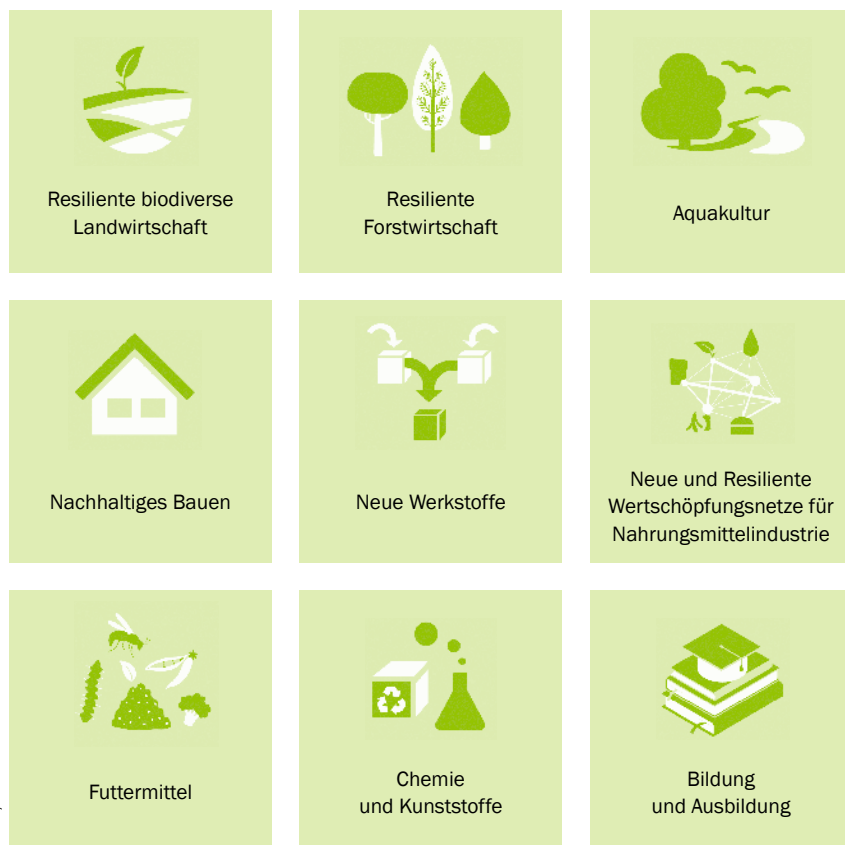 Resiliente biodiverse
Landwirtschaft
Resiliente
Forstwirtschaft
Aquakultur
Nachhaltiges Bauen
Neue Werkstoffe
Neue und Resiliente
Wertschöpfungsnetze für
Nahrungsmittelindustrie
Futtermittel
Chemie
und Kunststoffe
Bildung
und Ausbildung